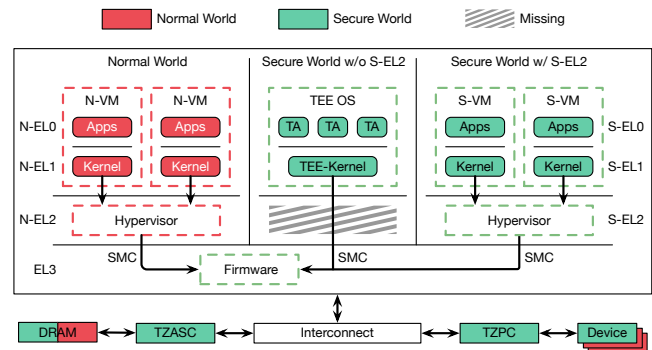 Normal World Secure World Missing
Normal World Secure World w/o S-EL2 Secure World w/ S-EL2
N-VM N-VM TEE OS S-VM S-VM
N-EL0 Apps Apps TA TA TA Apps Apps S-EL0
N-EL1 Kernel Kernel TEE-Kernel Kernel Kernel S-EL1
N-EL2 Hypervisor Hypervisor S-EL2
SMC SMC SMC
EL3 Firmware
DRAM TZASC Interconnect TZPC Device